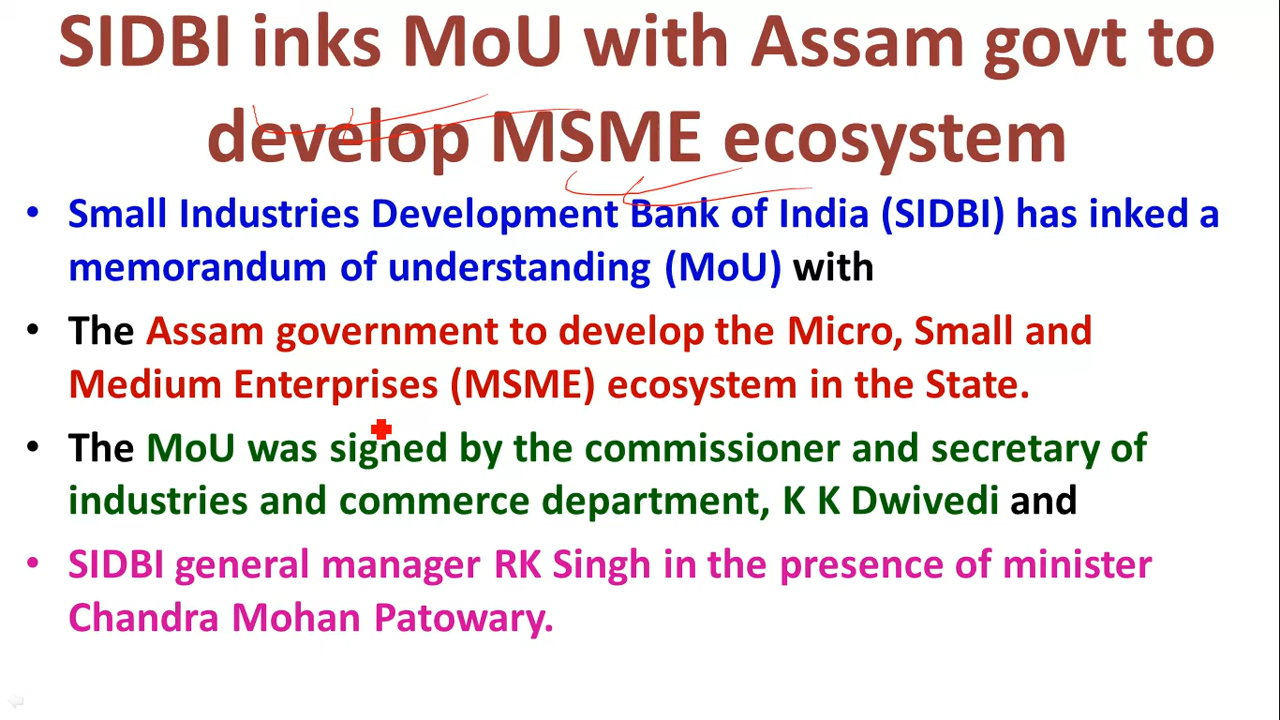 SIDBI inks MoU with Assam govt to
develop MSME ecosystem
• Small Industries Development Bank of India (SIDBI) has inked a
memorandum of understanding (MoU) with
• The Assam government to develop the Micro, Small and
Medium Enterprises (MSME) ecosystem in the State.
• The MoU was signed by the commissioner and secretary of
industries and commerce department, K K Dwivedi and
• SIDBI general manager RK Singh in the presence of minister
Chandra Mohan Patowary.